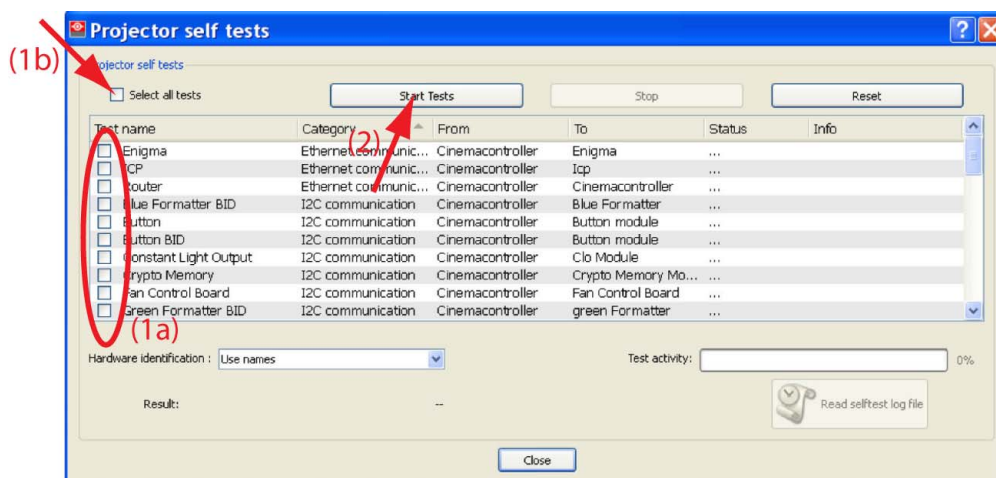 Projector self tests
(1b)
Projector self tests
Select all tests Start Tests Stop Reset
Test name Category From To Status Info
(2)
Enigma Ethernet communic... Cinemacontroller Enigma ...
ICP Ethernet communic... Cinemacontroller Icp ...
Router Ethernet communic... Cinemacontroller Cinemacontroller ...
Blue Formatter BID I2C communication Cinemacontroller Blue Formatter ...
Button I2C communication Cinemacontroller Button module ...
Button BID I2C communication Cinemacontroller Button module ...
Constant Light Output I2C communication Cinemacontroller Clo Module ...
Crypto Memory I2C communication Cinemacontroller Crypto Memory Mo... ...
Fan Control Board I2C communication Cinemacontroller Fan Control Board ...
Green Formatter BID I2C communication Cinemacontroller green Formatter ...
(1a)
Hardware identification : Use names Test activity: 0%
Result: -- Read selftest log file
Close